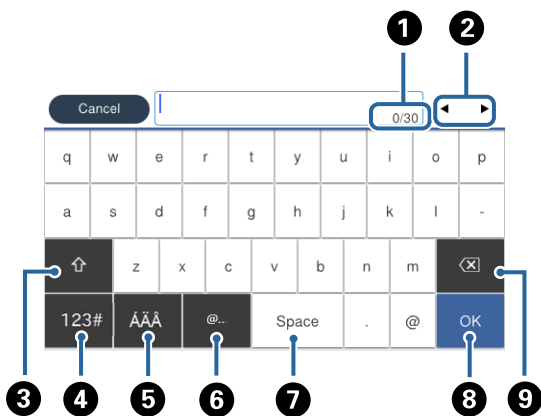 1 2
Cancel
0/30
q w e r t y u i o p
a s d f g h j k l -
z x c v b n m
123# ÁÄÂ @... Space . @ OK
3 4 5 6 7 8 9